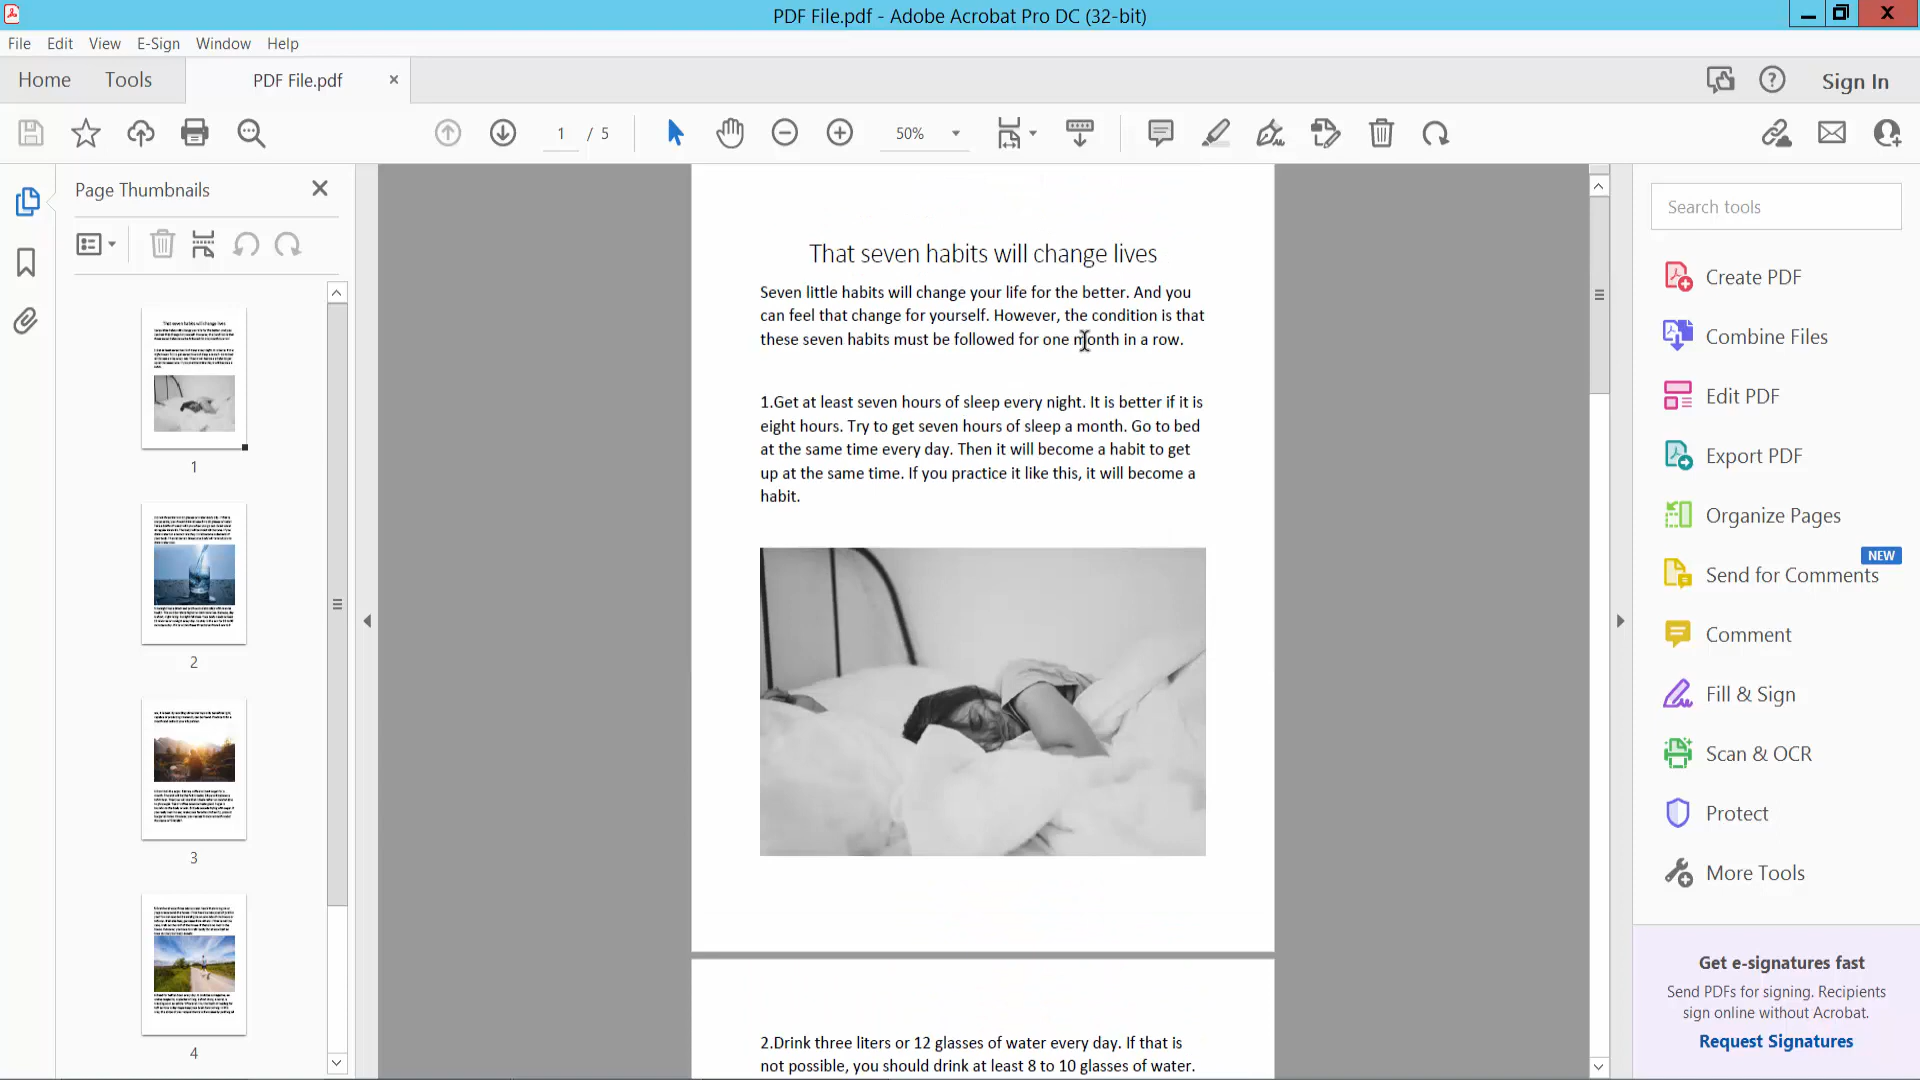 PDF File.pdf - Adobe Acrobat Pro DC (32-bit)
File Edit View E-Sign Window Help
Home Tools PDF File.pdf × Sign In
1 / 5 50%
Page Thumbnails
1
2
3
4
That seven habits will change lives
Seven little habits will change your life for the better. And you
can feel that change for yourself. However, the condition is that
these seven habits must be followed for one month in a row.
1.Get at least seven hours of sleep every night. It is better if it is
eight hours. Try to get seven hours of sleep a month. Go to bed
at the same time every day. Then it will become a habit to get
up at the same time. If you practice it like this, it will become a
habit.
2.Drink three liters or 12 glasses of water every day. If that is
not possible, you should drink at least 8 to 10 glasses of water.
Search tools
Create PDF
Combine Files
Edit PDF
Export PDF
Organize Pages
NEW
Send for Comments
Comment
Fill & Sign
Scan & OCR
Protect
More Tools
Get e-signatures fast
Send PDFs for signing. Recipients
sign online without Acrobat.
Request Signatures